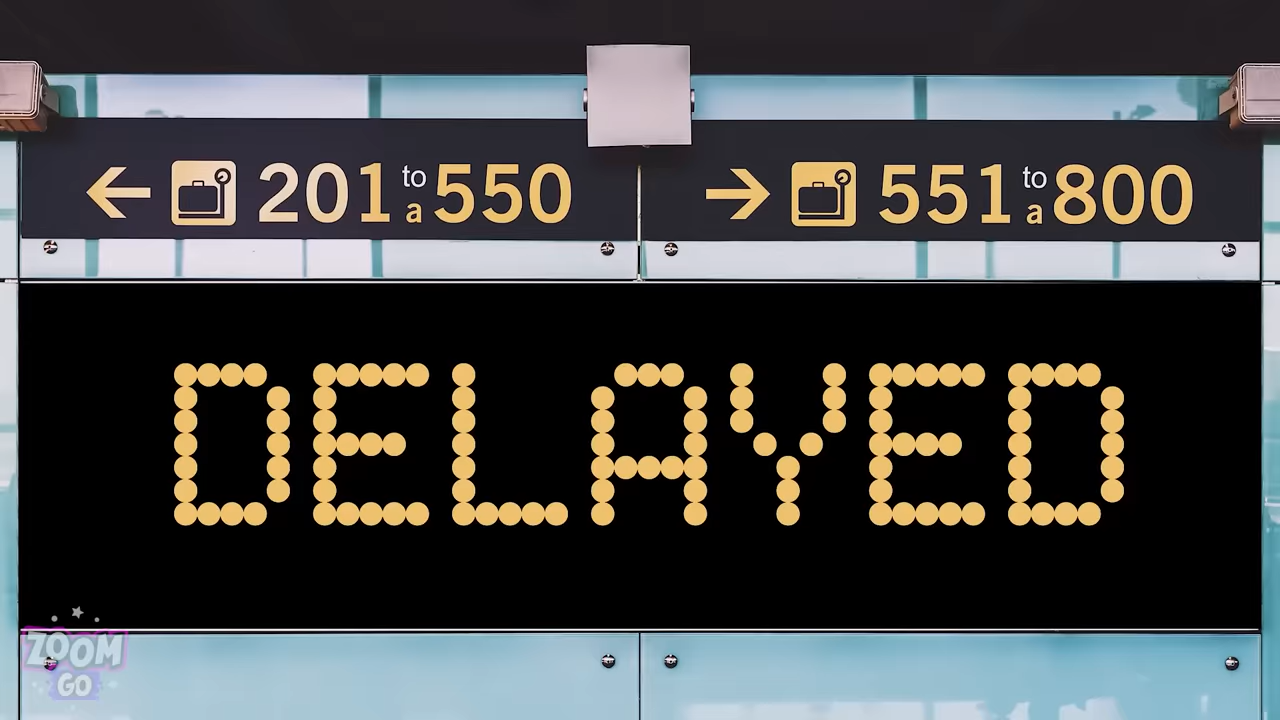 ← 201 to a 550
→ 551 to a 800
DELAYED
ZOOM
GO